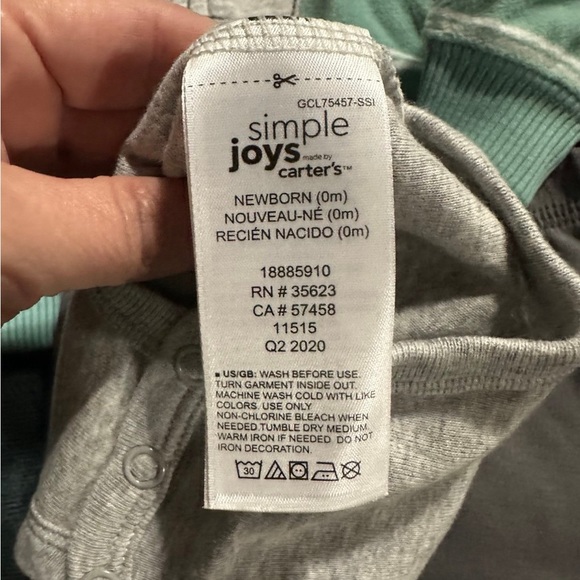 GCL75457-SSI
simple
joys made by
carter's™
NEWBORN (0m)
NOUVEAU-NÉ (0m)
RECIÉN NACIDO (0m)
18885910
RN # 35623
CA # 57458
11515
Q2 2020
■ US/GB: WASH BEFORE USE.
TURN GARMENT INSIDE OUT.
MACHINE WASH COLD WITH LIKE
COLORS. USE ONLY
NON-CHLORINE BLEACH WHEN
NEEDED.TUMBLE DRY MEDIUM.
WARM IRON IF NEEDED. DO NOT
IRON DECORATION.
30